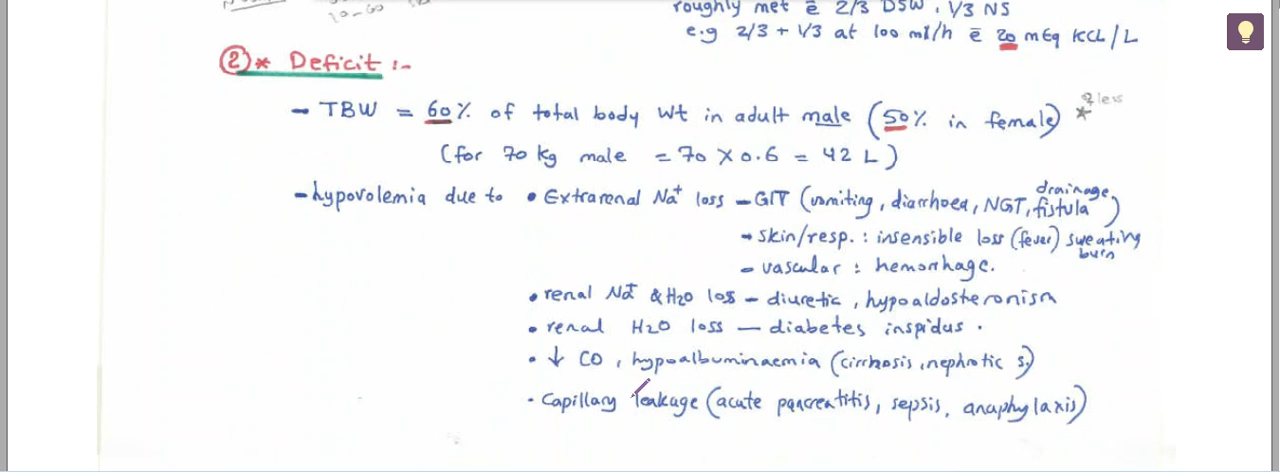 10-60
roughly met ē 2/3 D5W, 1/3 NS
e.g 2/3 + 1/3 at 100 ml/h ē 20 mEq KCL/L
② * Deficit :-
- TBW = 60% of total body wt in adult male (50% in female) * ♀ less
(for 70 kg male = 70 X 0.6 = 42 L)
- hypovolemia due to • Extrarenal Na+ loss - GIT (vomiting, diarrhoea, NGT, fistula drainage)
- skin/resp. : insensible loss (fever) sweating burn
- vascular : hemorrhage.
• renal Na+ & H2O loss - diuretic, hypoaldosteronism
• renal H2O loss - diabetes inspidus.
• ↓ CO, hypoalbuminaemia (cirrhosis, nephrotic s.)
• Capillary leakage (acute pancreatitis, sepsis, anaphylaxis)